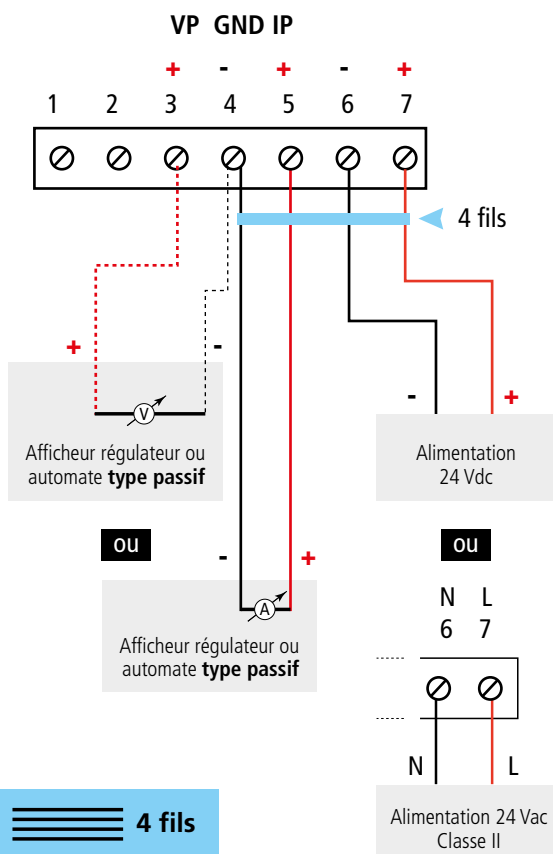 VP GND IP
+ - + - +
1 2 3 4 5 6 7
4 fils
+ -
V
Afficheur régulateur ou
automate type passif
- +
Alimentation
24 Vdc
ou
- +
A
Afficheur régulateur ou
automate type passif
ou
N L
6 7
N L
Alimentation 24 Vac
Classe II
4 fils